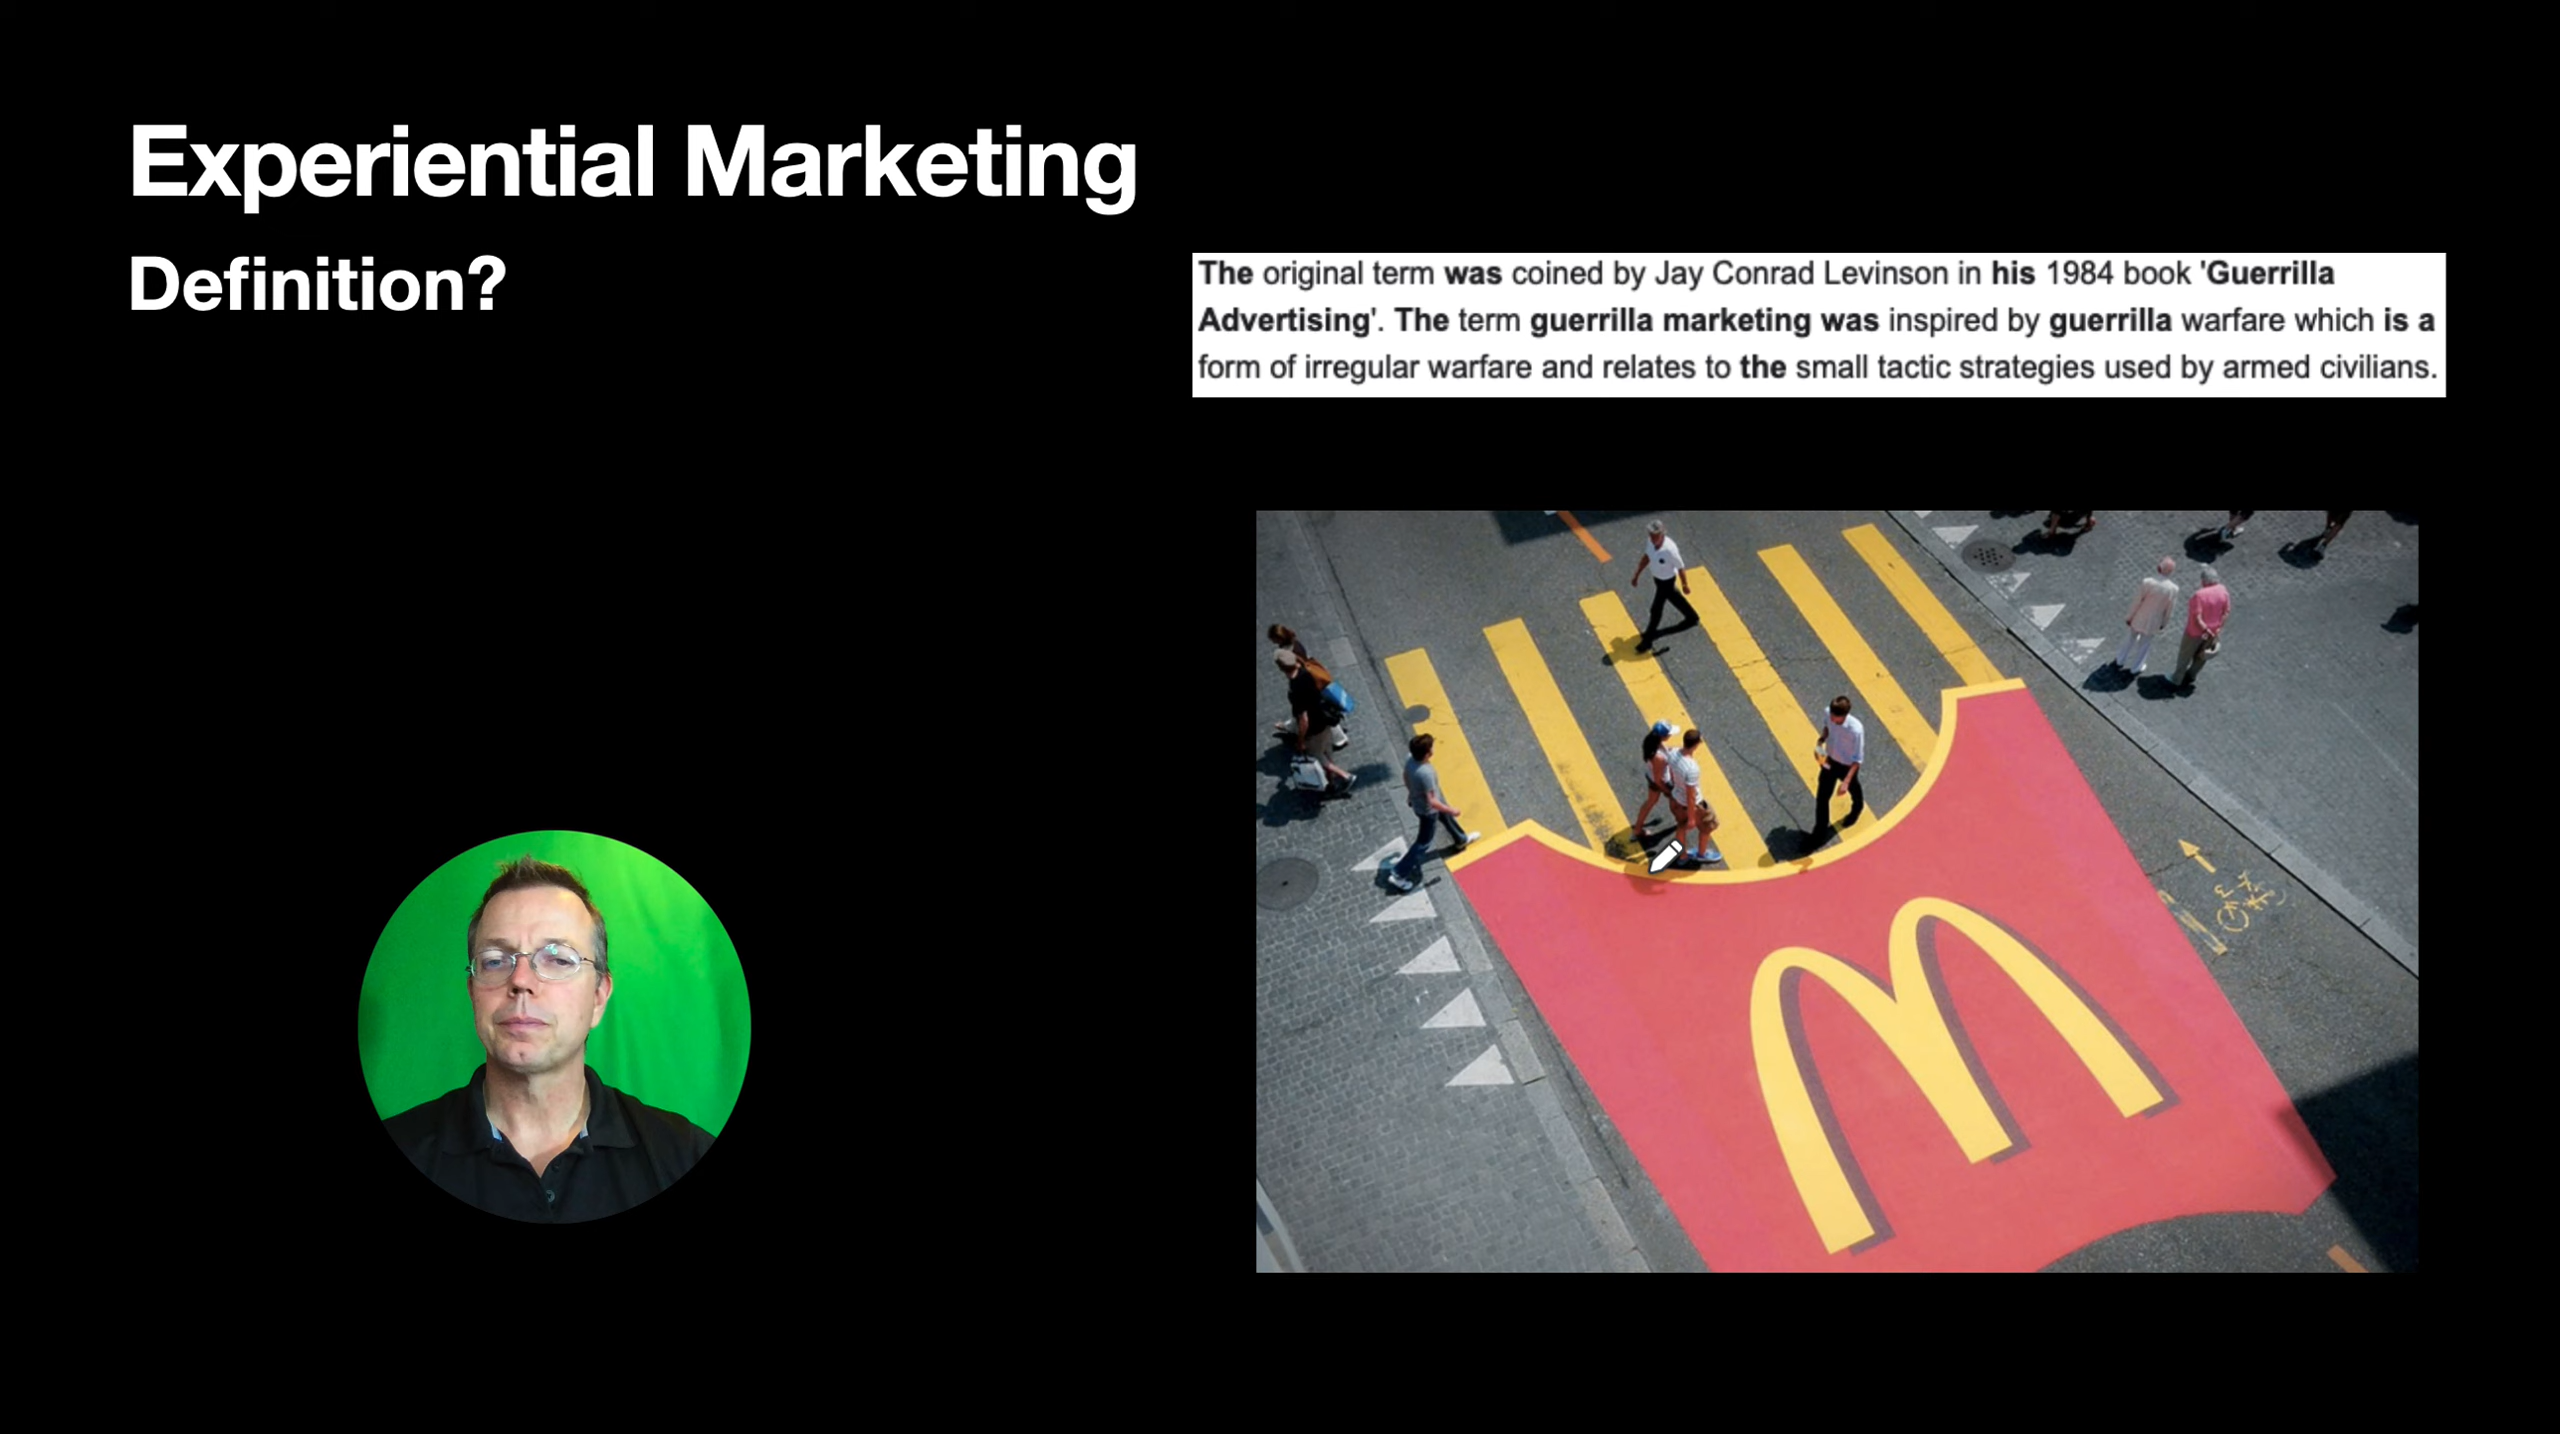 Experiential Marketing
Definition?
The original term was coined by Jay Conrad Levinson in his 1984 book 'Guerrilla
Advertising'. The term guerrilla marketing was inspired by guerrilla warfare which is a
form of irregular warfare and relates to the small tactic strategies used by armed civilians.